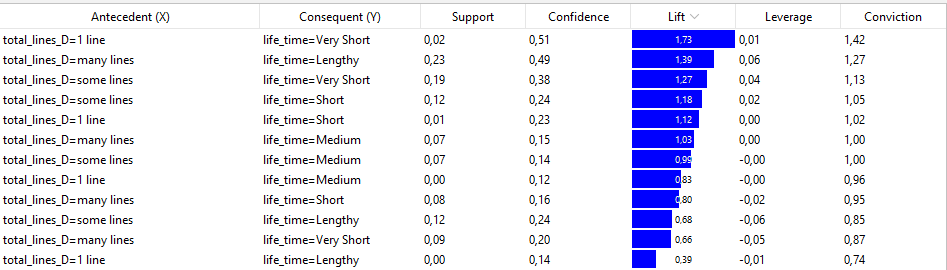 Antecedent (X) Consequent (Y) Support Confidence Lift Leverage Conviction
total_lines_D=1 line life_time=Very Short 0,02 0,51 1,73 0,01 1,42
total_lines_D=many lines life_time=Lengthy 0,23 0,49 1,39 0,06 1,27
total_lines_D=some lines life_time=Very Short 0,19 0,38 1,27 0,04 1,13
total_lines_D=some lines life_time=Short 0,12 0,24 1,18 0,02 1,05
total_lines_D=1 line life_time=Short 0,01 0,23 1,12 0,00 1,02
total_lines_D=many lines life_time=Medium 0,07 0,15 1,03 0,00 1,00
total_lines_D=some lines life_time=Medium 0,07 0,14 0,99 -0,00 1,00
total_lines_D=1 line life_time=Medium 0,00 0,12 0,83 -0,00 0,96
total_lines_D=many lines life_time=Short 0,08 0,16 0,80 -0,02 0,95
total_lines_D=some lines life_time=Lengthy 0,12 0,24 0,68 -0,06 0,85
total_lines_D=many lines life_time=Very Short 0,09 0,20 0,66 -0,05 0,87
total_lines_D=1 line life_time=Lengthy 0,00 0,14 0,39 -0,01 0,74